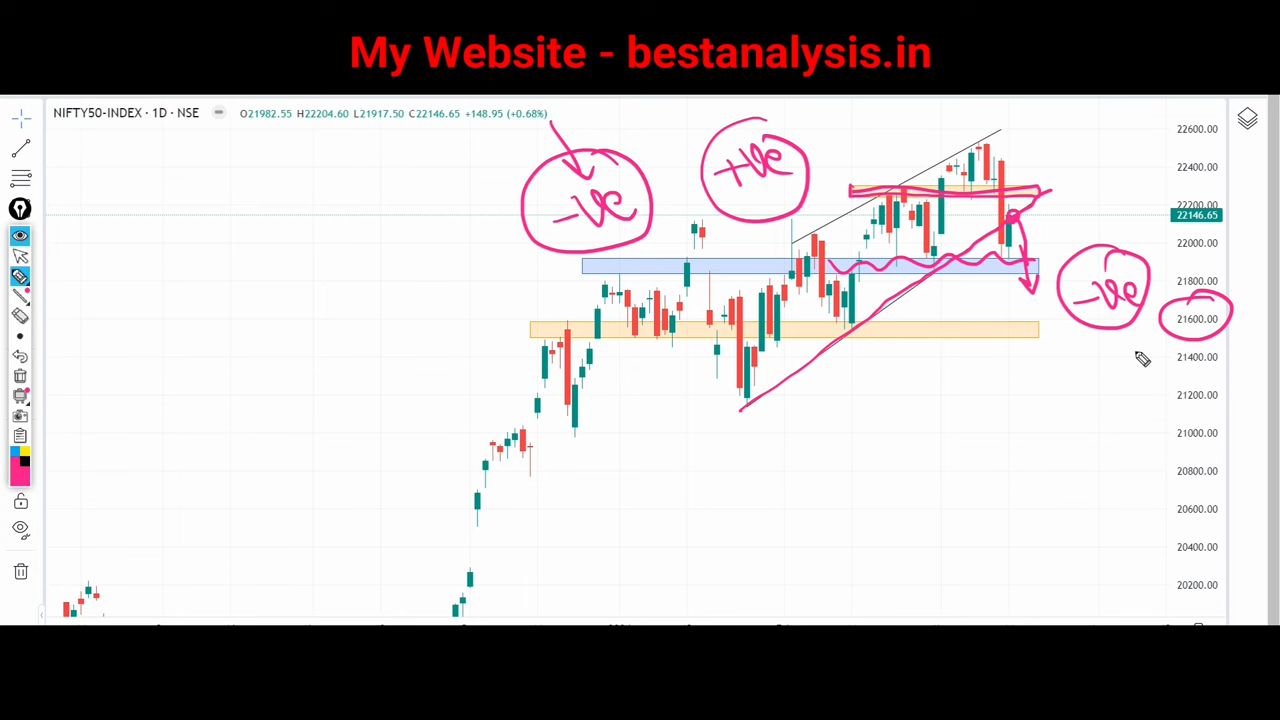 My Website - bestanalysis.in
NIFTY50-INDEX · 1D · NSE O21982.55 H22204.60 L21917.50 C22146.65 +148.95 (+0.68%)
22600.00
22400.00
22200.00
22146.65
22000.00
21800.00
21600.00
21400.00
21200.00
21000.00
20800.00
20600.00
20400.00
20200.00
-ve
+ve
-ve